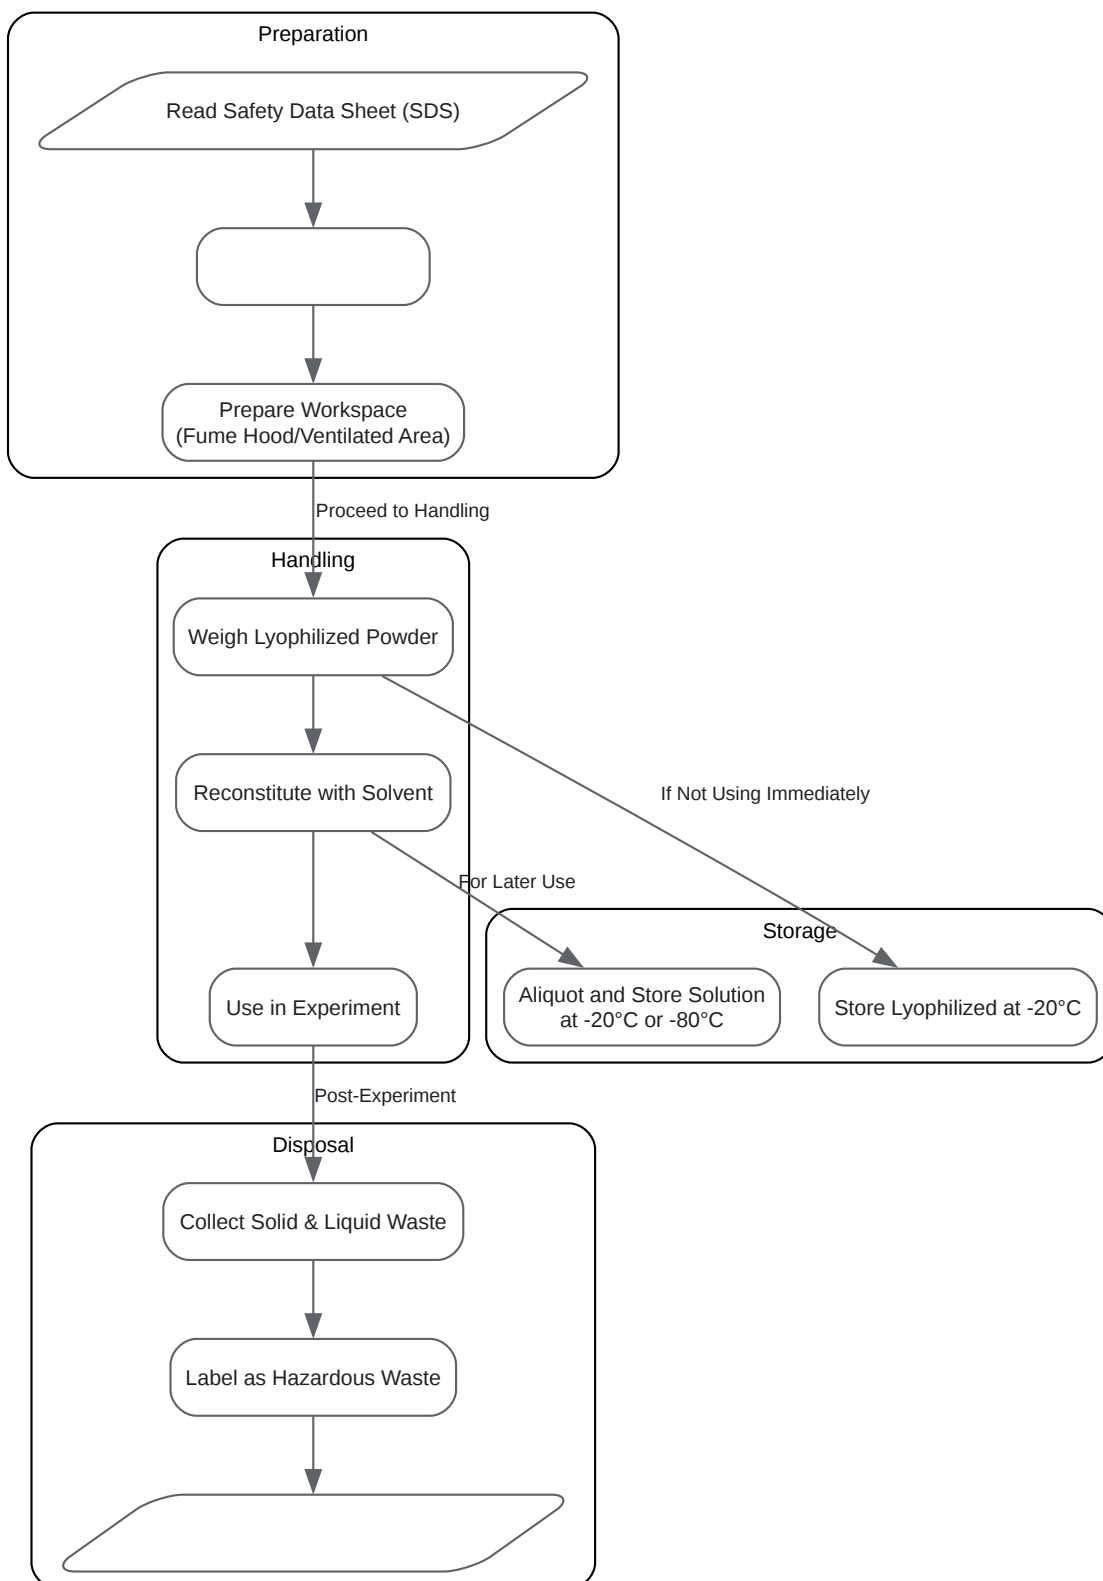 Preparation
Read Safety Data Sheet (SDS)
Prepare Workspace
(Fume Hood/Ventilated Area)
Proceed to Handling
Handling
Weigh Lyophilized Powder
Reconstitute with Solvent
If Not Using Immediately
For Later Use
Storage
Use in Experiment
Aliquot and Store Solution
at -20°C or -80°C
Store Lyophilized at -20°C
Post-Experiment
Disposal
Collect Solid & Liquid Waste
Label as Hazardous Waste